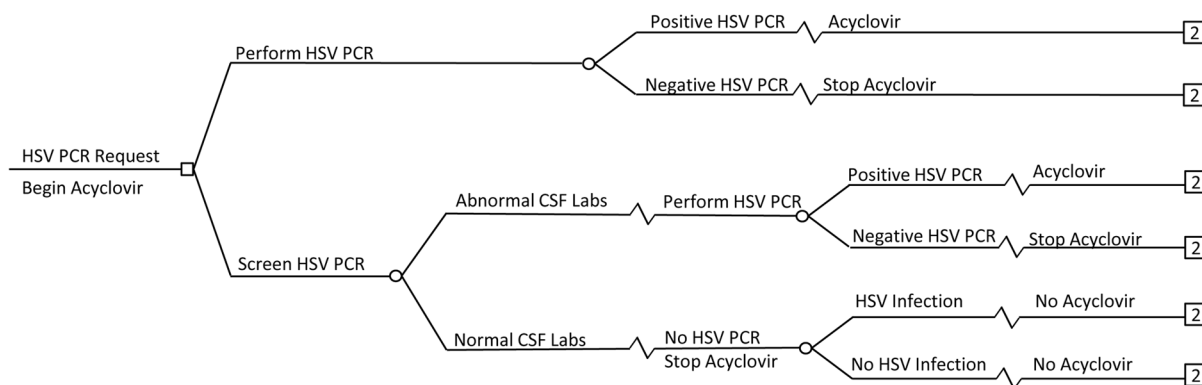 Positive HSV PCR Acyclovir 2
Perform HSV PCR
Negative HSV PCR Stop Acyclovir 2
HSV PCR Request
Begin Acyclovir
Positive HSV PCR Acyclovir 2
Abnormal CSF Labs Perform HSV PCR
Negative HSV PCR Stop Acyclovir 2
Screen HSV PCR
HSV Infection No Acyclovir 2
Normal CSF Labs No HSV PCR
Stop Acyclovir
No HSV Infection No Acyclovir 2